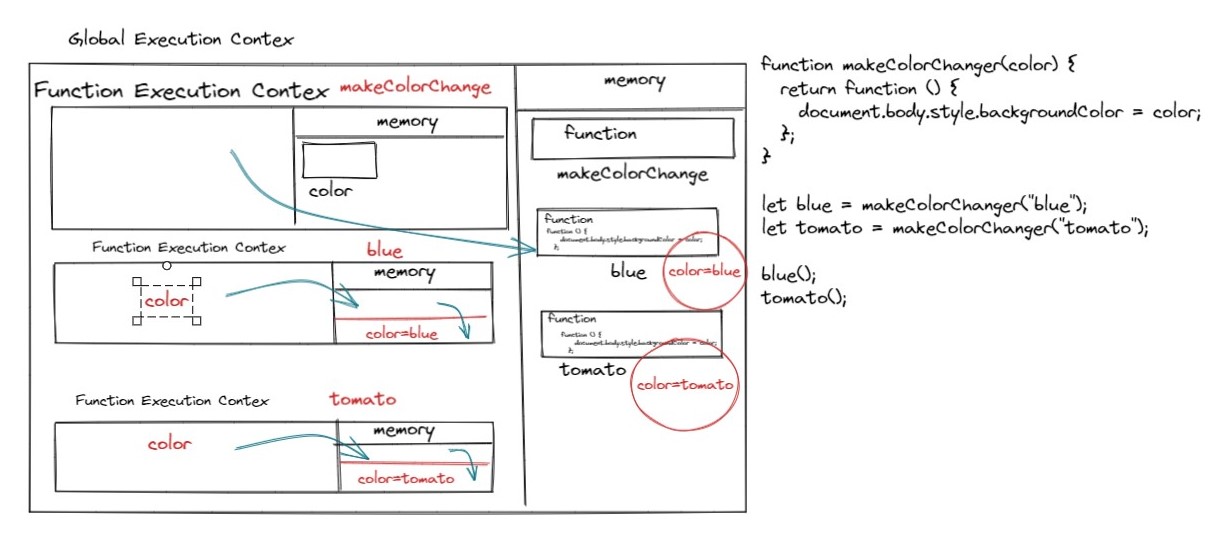 Global Execution Contex
Function Execution Contex makeColorChange
memory
color
Function Execution Contex blue
memory
color
color=blue
Function Execution Contex tomato
memory
color
color=tomato
memory
function
makeColorChange
function
function () {
document.body.style.backgroundColor = color;
};
blue
color=blue
function
function () {
document.body.style.backgroundColor = color;
};
tomato
color=tomato
function makeColorChanger(color) {
return function () {
document.body.style.backgroundColor = color;
};
}
let blue = makeColorChanger("blue");
let tomato = makeColorChanger("tomato");
blue();
tomato();